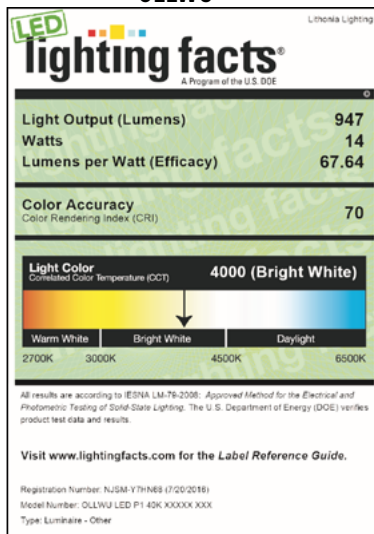 OLLWU
LED
Lithonia Lighting
lighting facts®
A Program of the U.S. DOE
©
Light Output (Lumens) 947
Watts 14
Lumens per Watt (Efficacy) 67.64
Color Accuracy
Color Rendering Index (CRI) 70
Light Color
Correlated Color Temperature (CCT) 4000 (Bright White)
Warm White Bright White Daylight
2700K 3000K 4500K 6500K
All results are according to IESNA LM-79-2008: Approved Method for the Electrical and
Photometric Testing of Solid-State Lighting. The U.S. Department of Energy (DOE) verifies
product test data and results.
Visit www.lightingfacts.com for the Label Reference Guide.
Registration Number: NJSM-Y7HN68 (7/20/2016)
Model Number: OLLWU LED P1 40K XXXXX XXX
Type: Luminaire - Other